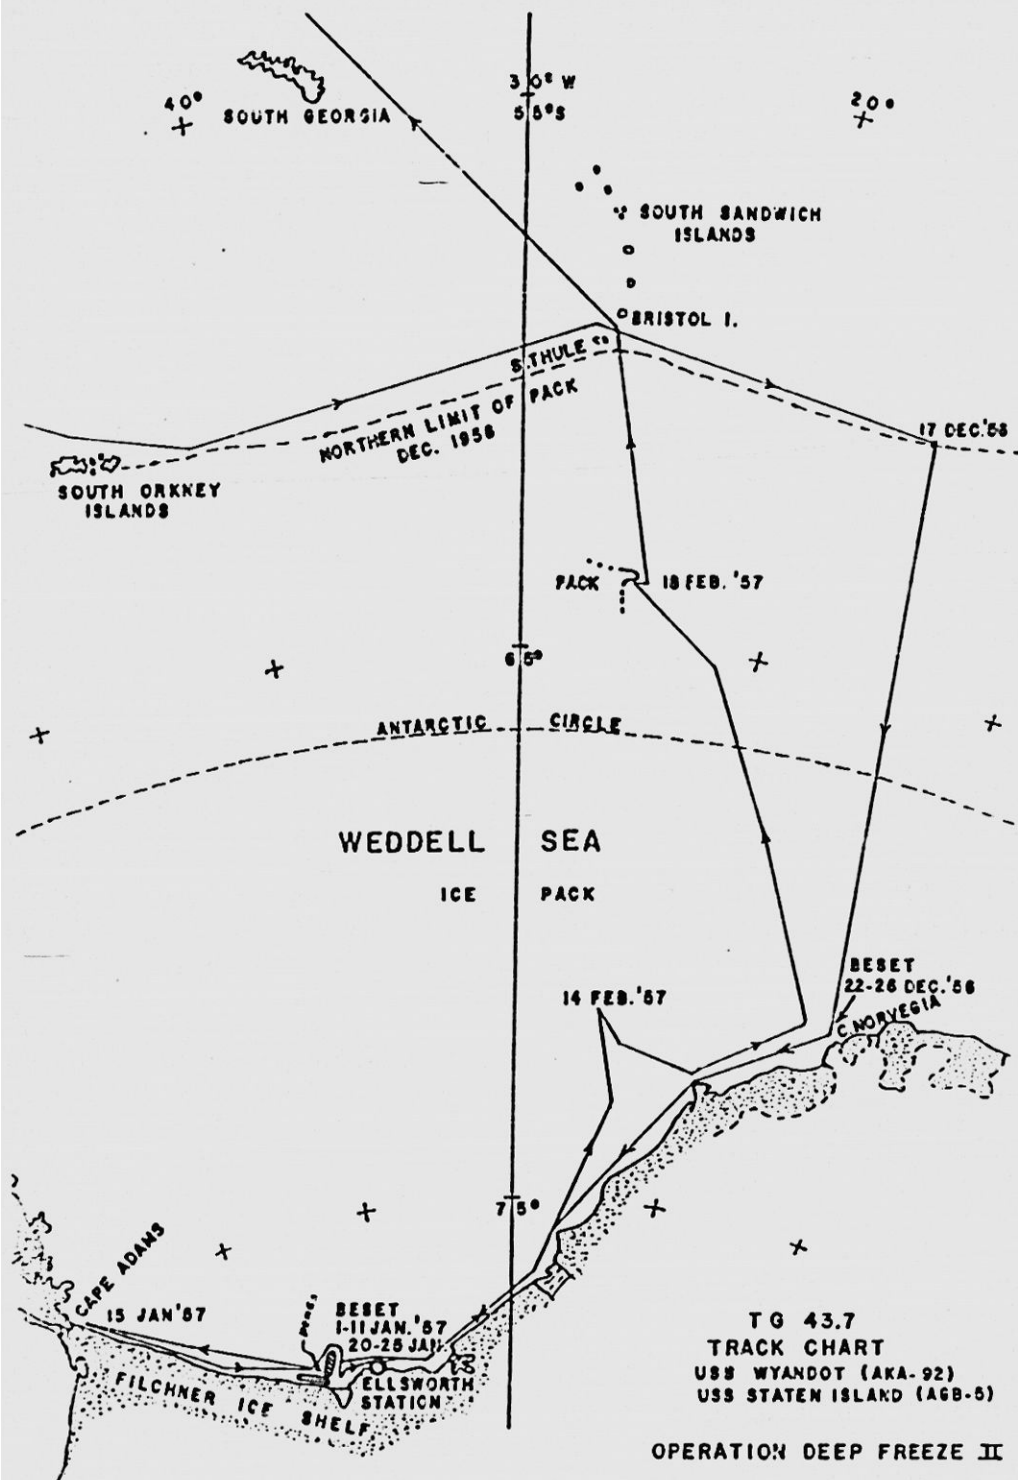 30° W
40°
55°S
20°
SOUTH GEORGIA
SOUTH SANDWICH
ISLANDS
BRISTOL I.
S. THULE
NORTHERN LIMIT OF PACK
DEC. 1956
17 DEC.'56
SOUTH ORKNEY
ISLANDS
PACK
18 FEB. '57
65°
ANTARCTIC CIRCLE
WEDDELL SEA
ICE PACK
BESET
22-26 DEC.'56
C. NORVEGIA
14 FEB.'57
75°
CAPE ADAMS
15 JAN '57
BESET
1-11 JAN.'57
20-25 JAN
ELLSWORTH
STATION
FILCHNER ICE SHELF
TG 43.7
TRACK CHART
USS WYANDOT (AKA-92)
USS STATEN ISLAND (AGB-5)
OPERATION DEEP FREEZE II